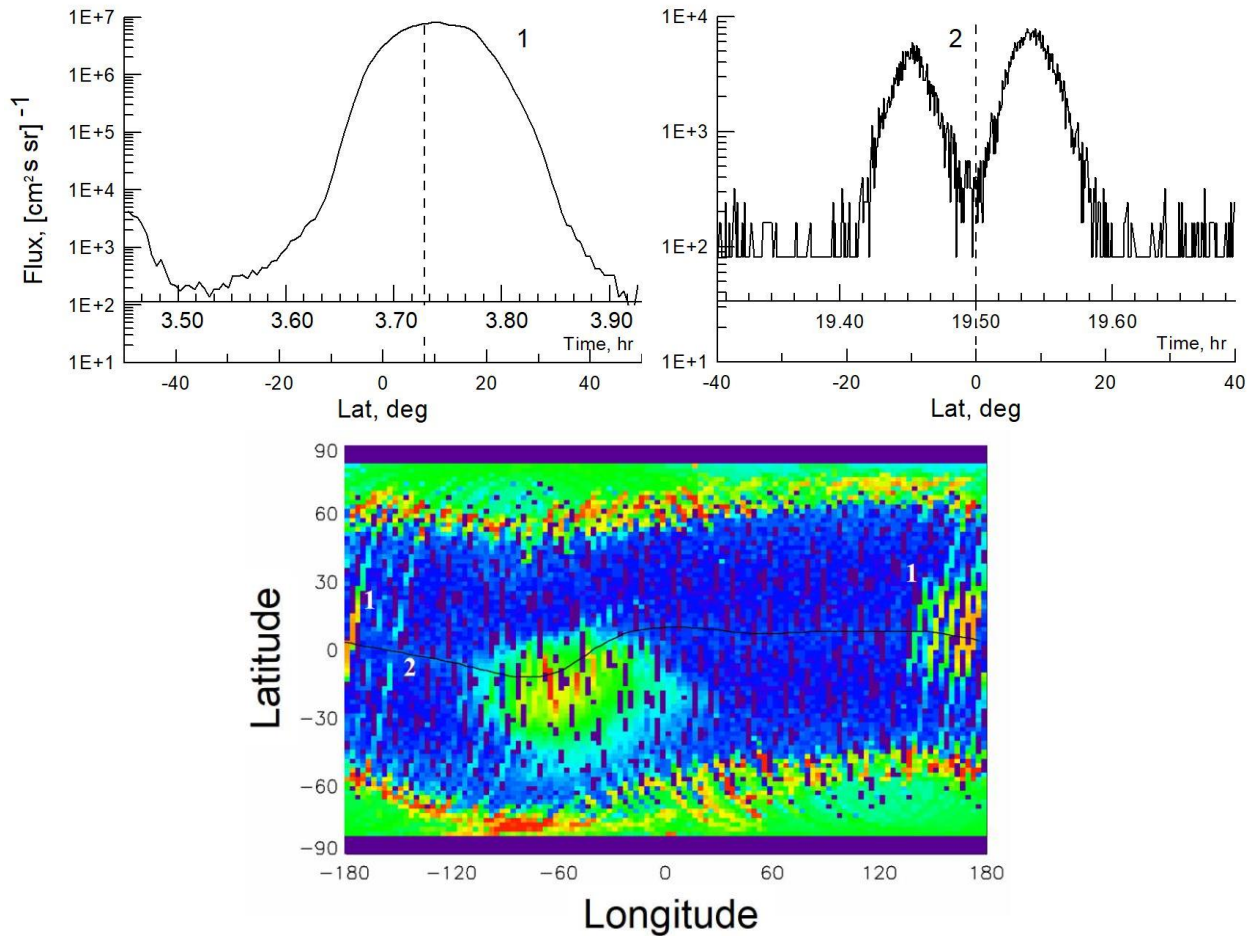 1E+7
1E+6
1E+5
1E+4
1E+3
1E+2
1E+1
Flux, [cm² s sr]⁻¹
1
3.50 3.60 3.70 3.80 3.90
Time, hr
-40 -20 0 20 40
Lat, deg
1E+4
1E+3
1E+2
1E+1
2
19.40 19.50 19.60
Time, hr
-40 -20 0 20 40
Lat, deg
90
60
30
0
-30
-60
-90
Latitude
1
2
1
-180 -120 -60 0 60 120 180
Longitude